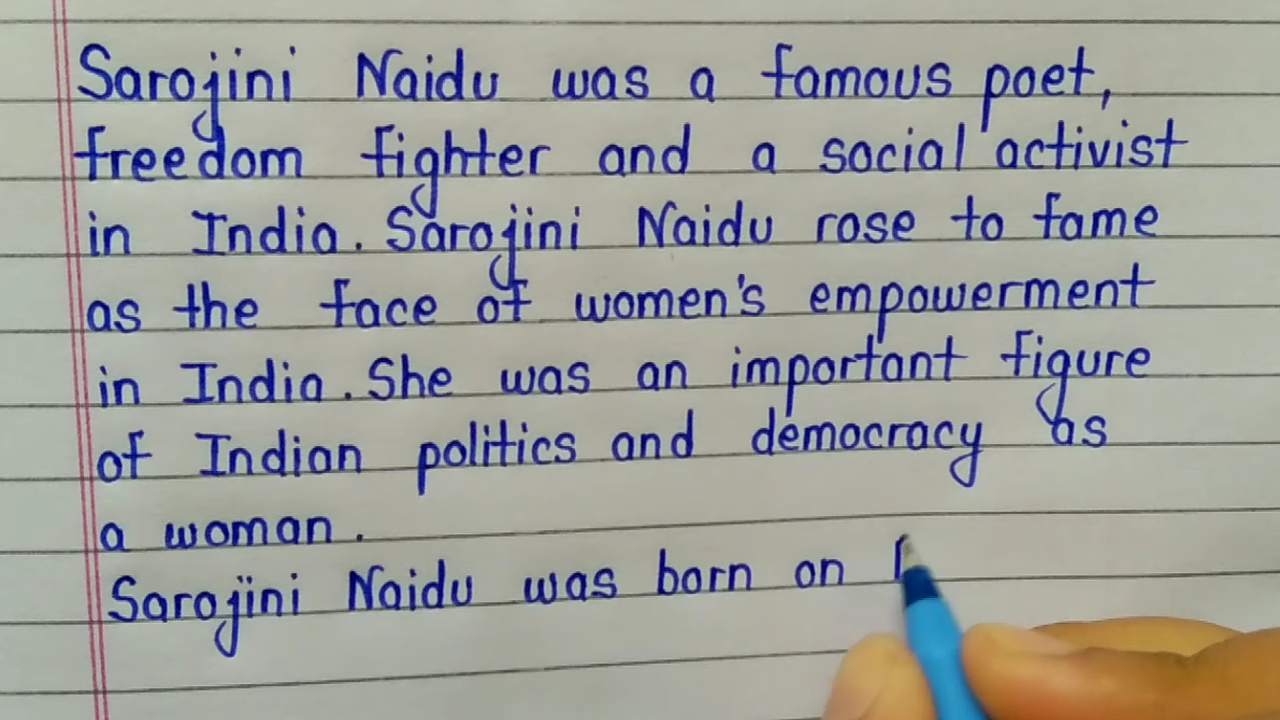 Sarojini Naidu was a famous poet,
freedom fighter and a social activist
in India. Sarojini Naidu rose to fame
as the face of women's empowerment
in India. She was an important figure
of Indian politics and democracy as
a woman.
Sarojini Naidu was born on